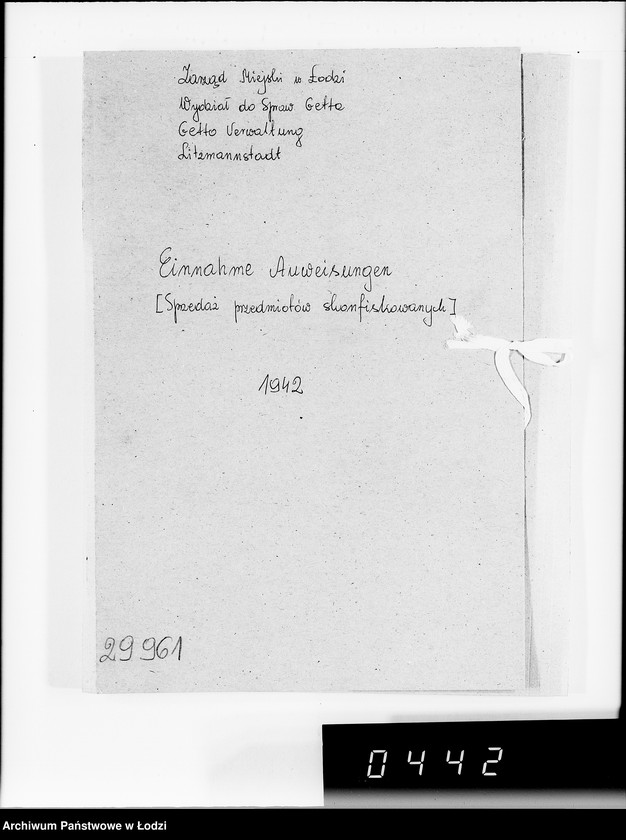 Zarząd Miejski w Łodzi
Wydział do Spraw Getta
Getto Verwaltung
Litzmannstadt
Einnahme Auweisungen
[Sprzedaż przedmiotów skonfiskowanych]
1942
29961
0442
Archiwum Państwowe w Łodzi